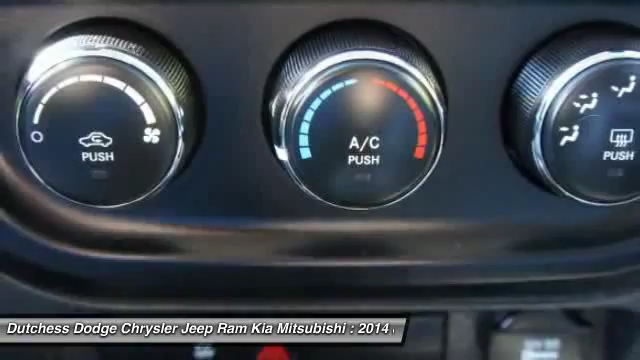 A/C
PUSH
PUSH
PUSH
Dutchess Dodge Chrysler Jeep Ram Kia Mitsubishi : 2014